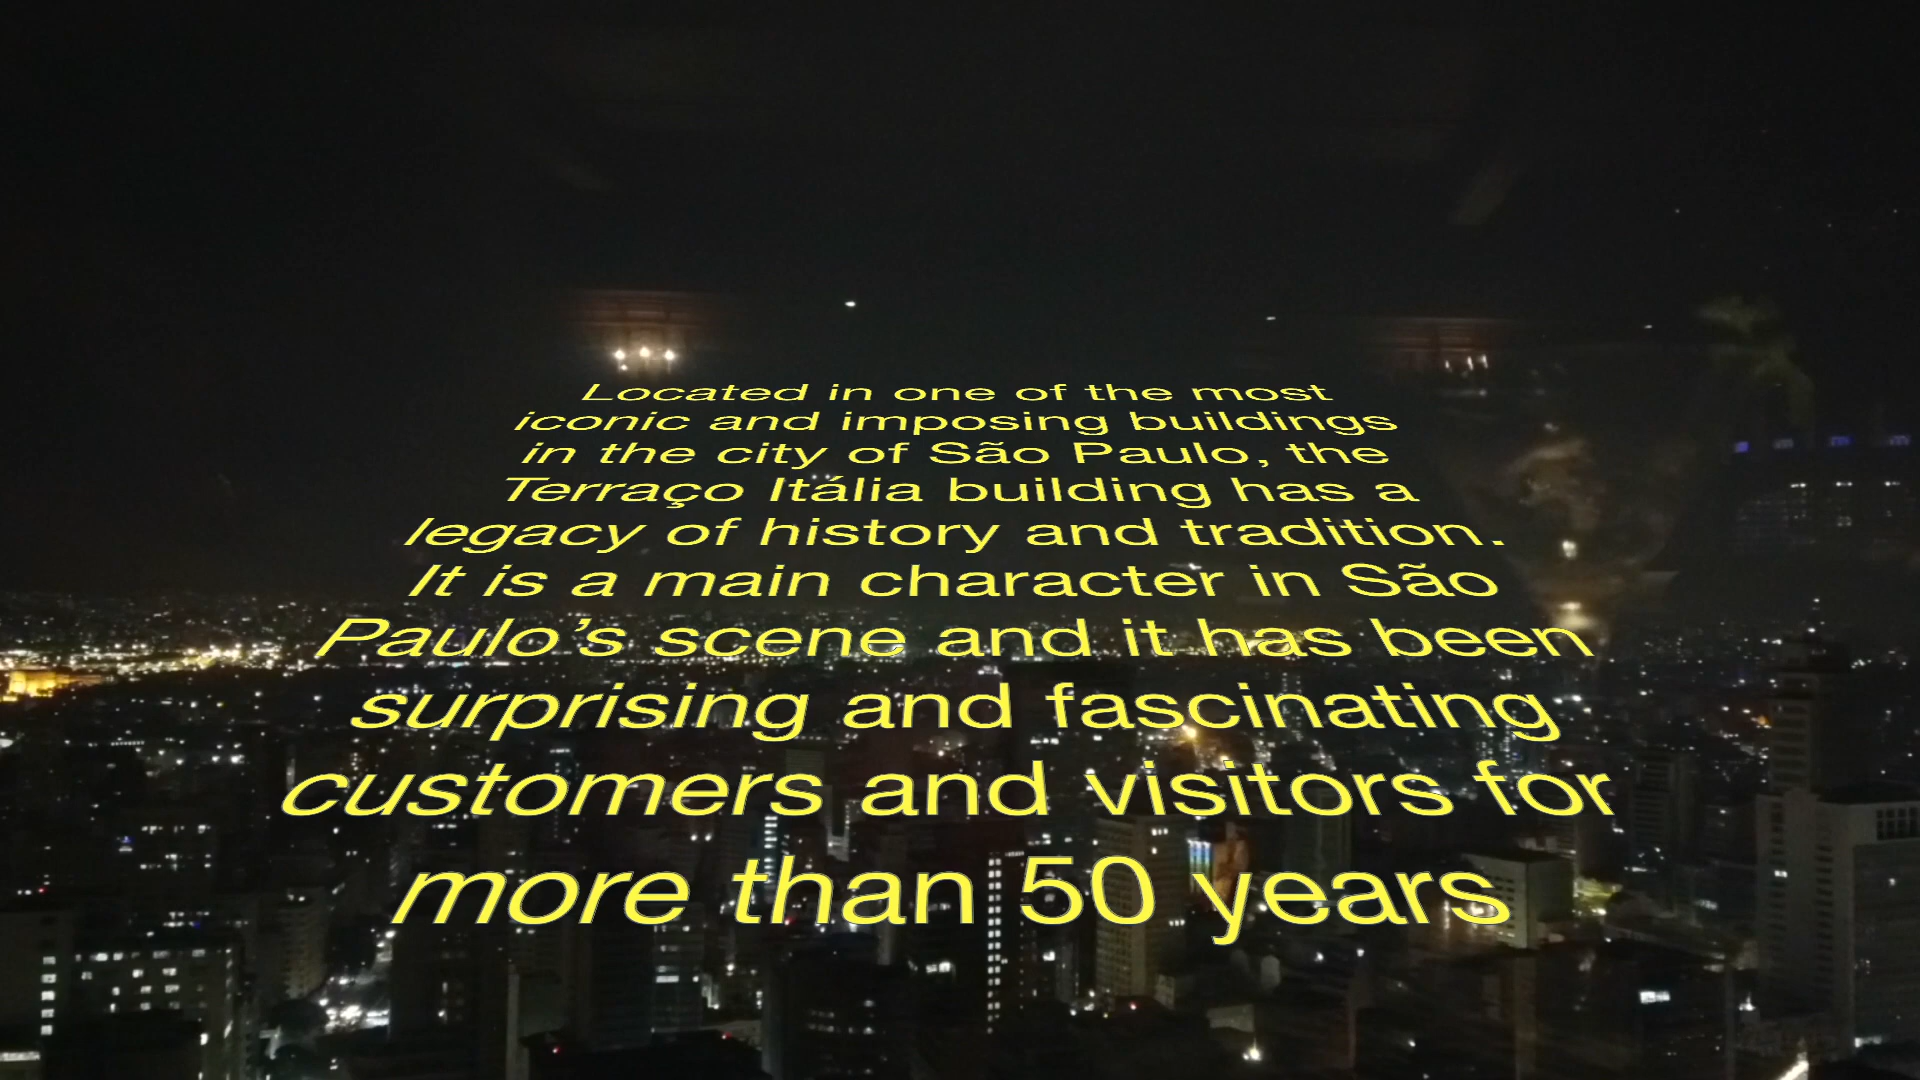 Located in one of the most
iconic and imposing buildings
in the city of São Paulo, the
Terraço Itália building has a
legacy of history and tradition.
It is a main character in São
Paulo’s scene and it has been
surprising and fascinating
customers and visitors for
more than 50 years